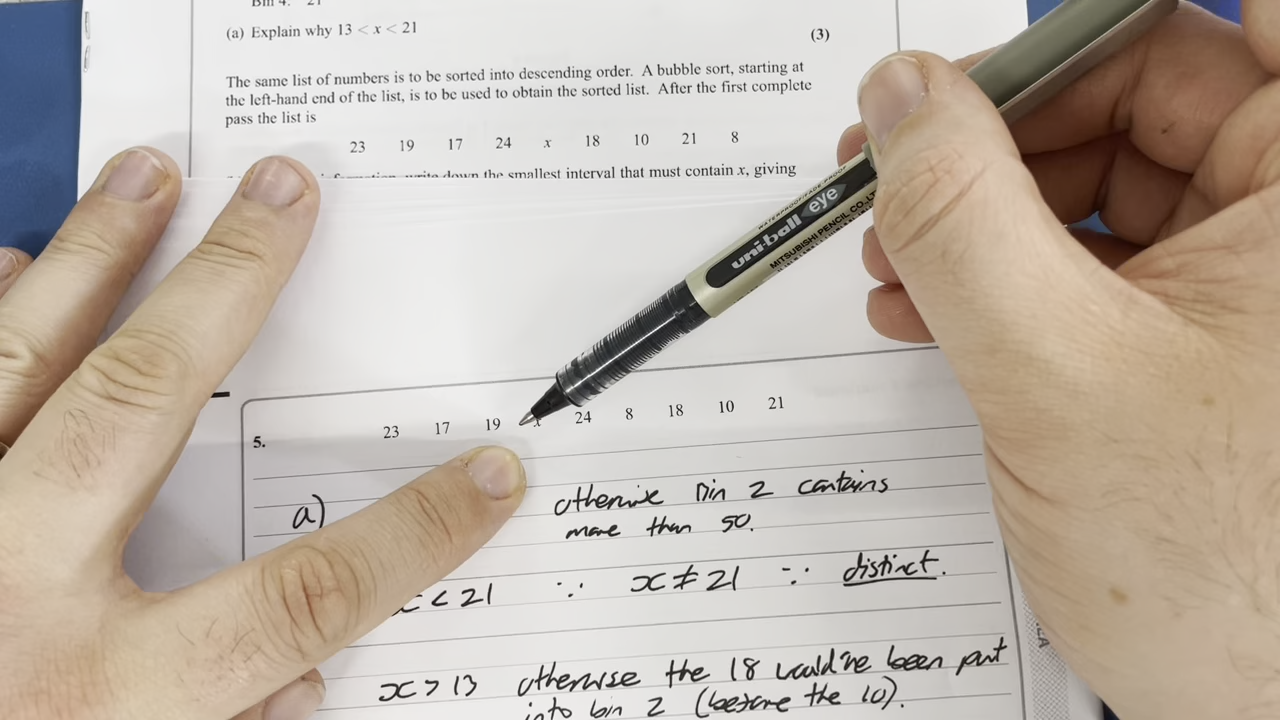 (a) Explain why 13 < x < 21
(3)
The same list of numbers is to be sorted into descending order. A bubble sort, starting at
the left-hand end of the list, is to be used to obtain the sorted list. After the first complete
pass the list is
23 19 17 24 x 18 10 21 8
write down the smallest interval that must contain x, giving
WATERPROOF/FADE PROOF
uni-ball eye
MITSUBISHI PENCIL CO., LT
5. 23 17 19 x 24 8 18 10 21
a) otherwise bin 2 contains
more than 50.
x < 21 ∵ x ≠ 21 ∵ distinct.
x > 13 otherwise the 18 would've been put
into bin 2 (before the 10).